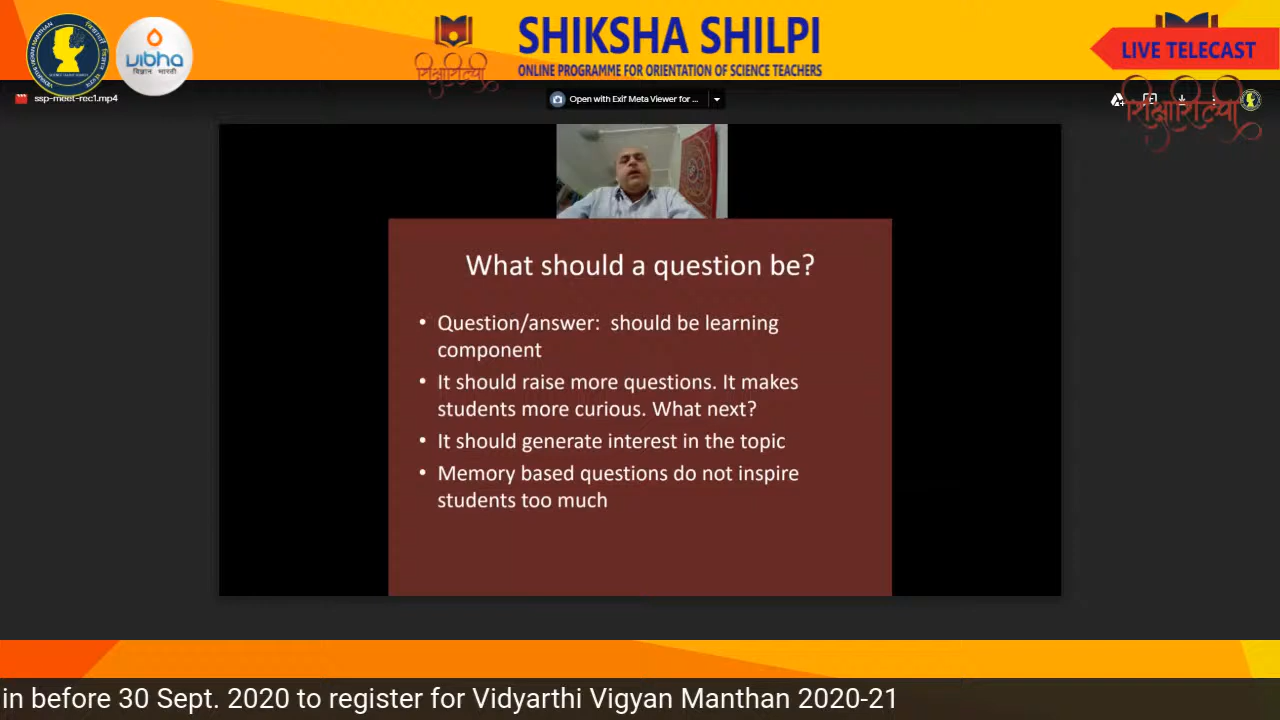 SHIKSHA SHILPI
ONLINE PROGRAMME FOR ORIENTATION OF SCIENCE TEACHERS
LIVE TELECAST
विज्ञान भारती
शिक्षाशिल्पी
शिक्षाशिल्पी
ssp-meet-rec1.mp4
Open with Exif Meta Viewer for ...
What should a question be?
• Question/answer: should be learning
component
• It should raise more questions. It makes
students more curious. What next?
• It should generate interest in the topic
• Memory based questions do not inspire
students too much
in before 30 Sept. 2020 to register for Vidyarthi Vigyan Manthan 2020-21